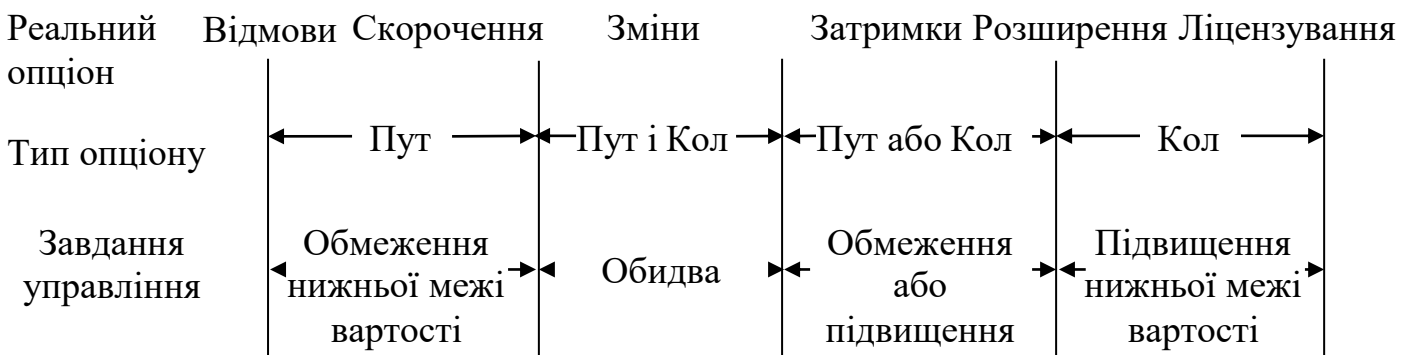 Реальний Відмови Скорочення Зміни Затримки Розширення Ліцензування
опціон
Тип опціону Пут Пут і Кол Пут або Кол Кол
Завдання Обмеження Обмеження Підвищення
управління нижньої межі Обидва або нижньої межі
вартості підвищення вартості